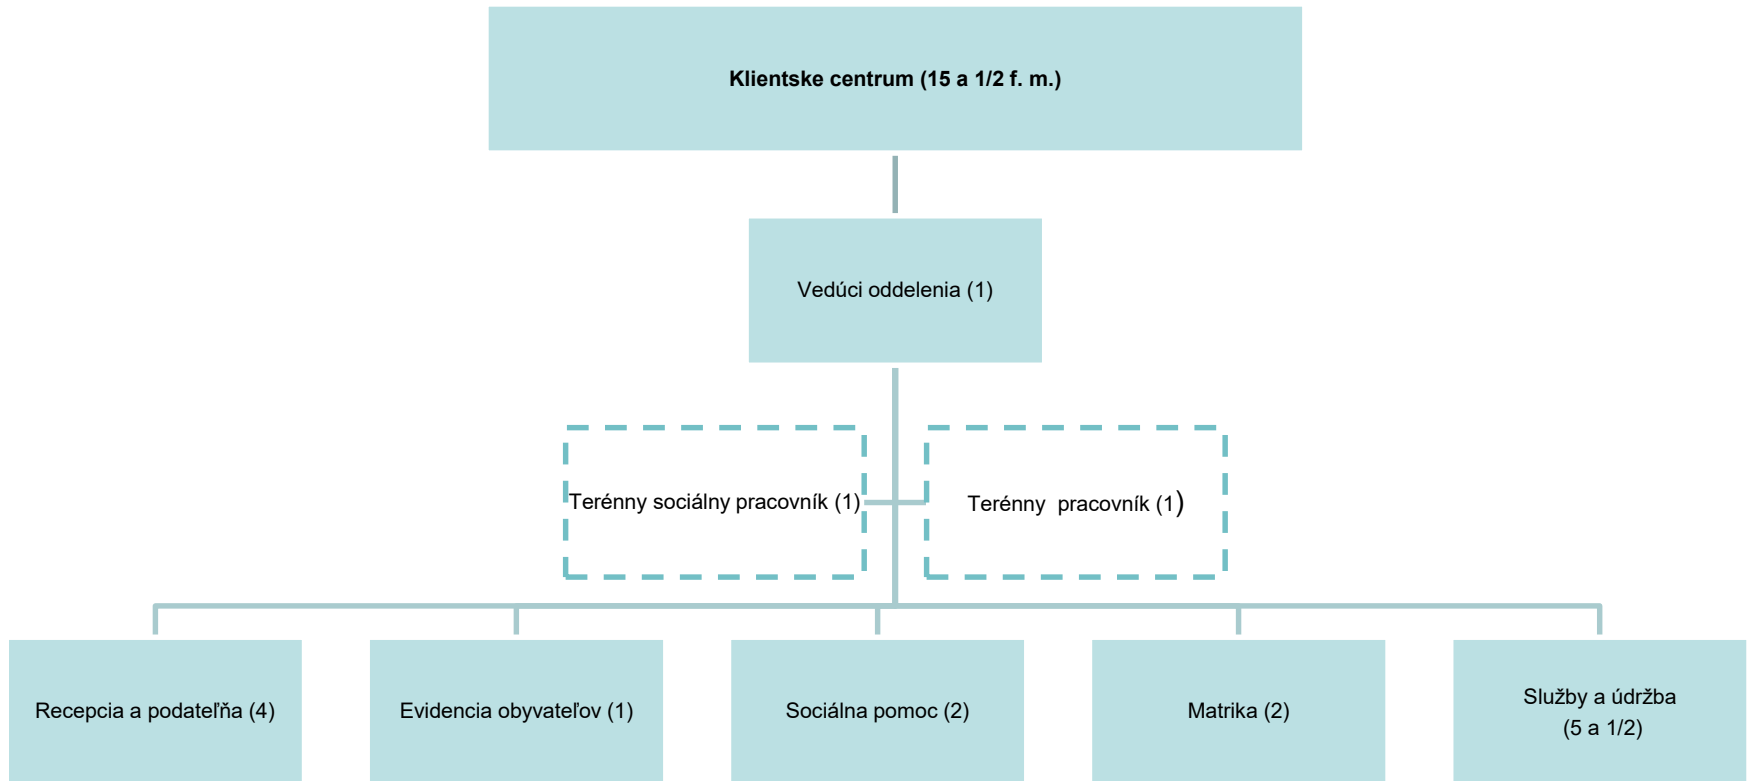 Klientske centrum (15 a 1/2 f. m.)
Vedúci oddelenia (1)
Terénny sociálny pracovník (1)
Terénny  pracovník (1)
Recepcia a podateľňa (4)
Evidencia obyvateľov (1)
Sociálna pomoc (2)
Matrika (2)
Služby a údržba
(5 a 1/2)